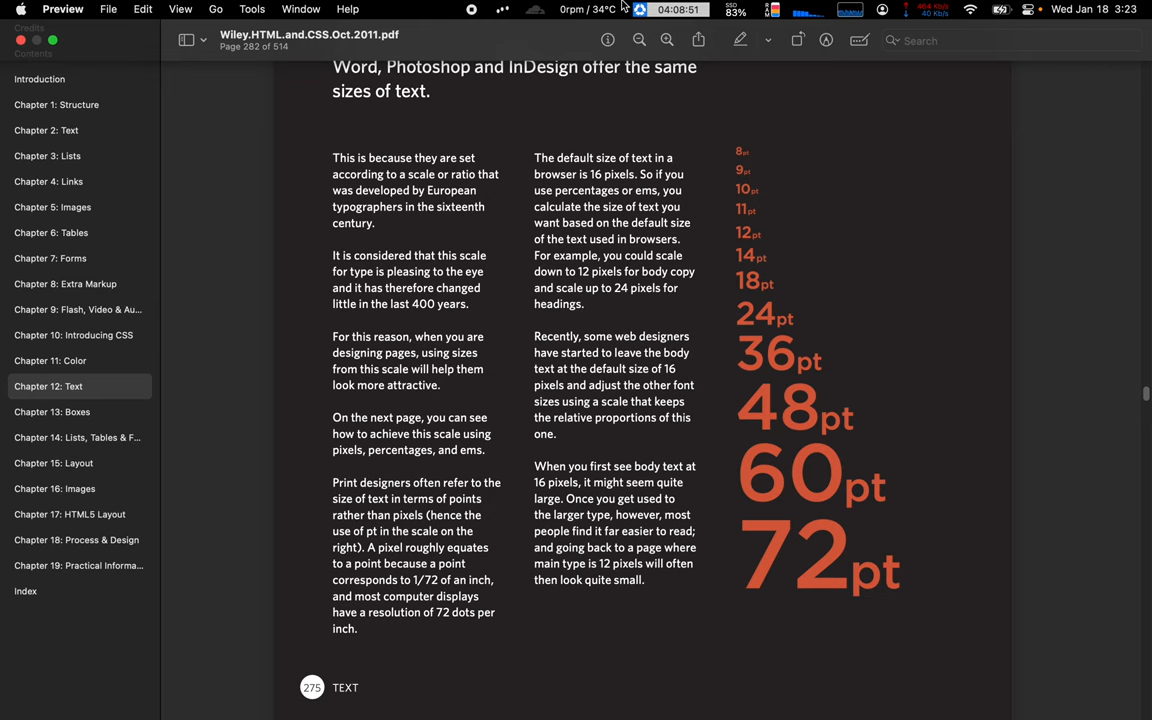 Preview File Edit View Go Tools Window Help 0rpm / 34°C 04:08:51 SSD 83% 464 Kb/s 40 Kb/s Wed Jan 18 3:23
Credits
Contents
Wiley.HTML.and.CSS.Oct.2011.pdf
Page 282 of 514
Search
Introduction
Chapter 1: Structure
Chapter 2: Text
Chapter 3: Lists
Chapter 4: Links
Chapter 5: Images
Chapter 6: Tables
Chapter 7: Forms
Chapter 8: Extra Markup
Chapter 9: Flash, Video & Au...
Chapter 10: Introducing CSS
Chapter 11: Color
Chapter 12: Text
Chapter 13: Boxes
Chapter 14: Lists, Tables & F...
Chapter 15: Layout
Chapter 16: Images
Chapter 17: HTML5 Layout
Chapter 18: Process & Design
Chapter 19: Practical Informa...
Index
Word, Photoshop and InDesign offer the same
sizes of text.
This is because they are set
according to a scale or ratio that
was developed by European
typographers in the sixteenth
century.
It is considered that this scale
for type is pleasing to the eye
and it has therefore changed
little in the last 400 years.
For this reason, when you are
designing pages, using sizes
from this scale will help them
look more attractive.
On the next page, you can see
how to achieve this scale using
pixels, percentages, and ems.
Print designers often refer to the
size of text in terms of points
rather than pixels (hence the
use of pt in the scale on the
right). A pixel roughly equates
to a point because a point
corresponds to 1/72 of an inch,
and most computer displays
have a resolution of 72 dots per
inch.
The default size of text in a
browser is 16 pixels. So if you
use percentages or ems, you
calculate the size of text you
want based on the default size
of the text used in browsers.
For example, you could scale
down to 12 pixels for body copy
and scale up to 24 pixels for
headings.
Recently, some web designers
have started to leave the body
text at the default size of 16
pixels and adjust the other font
sizes using a scale that keeps
the relative proportions of this
one.
When you first see body text at
16 pixels, it might seem quite
large. Once you get used to
the larger type, however, most
people find it far easier to read;
and going back to a page where
main type is 12 pixels will often
then look quite small.
8pt
9pt
10pt
11pt
12pt
14pt
18pt
24pt
36pt
48pt
60pt
72pt
275 TEXT